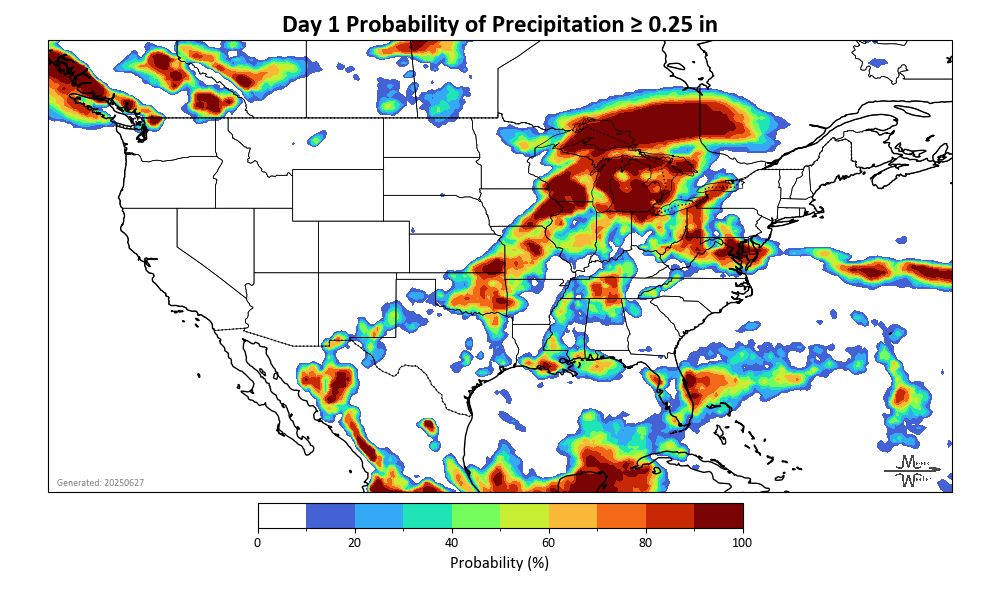 Day 1 Probability of Precipitation ≥ 0.25 in
Generated: 20250627
0 20 40 60 80 100
Probability (%)